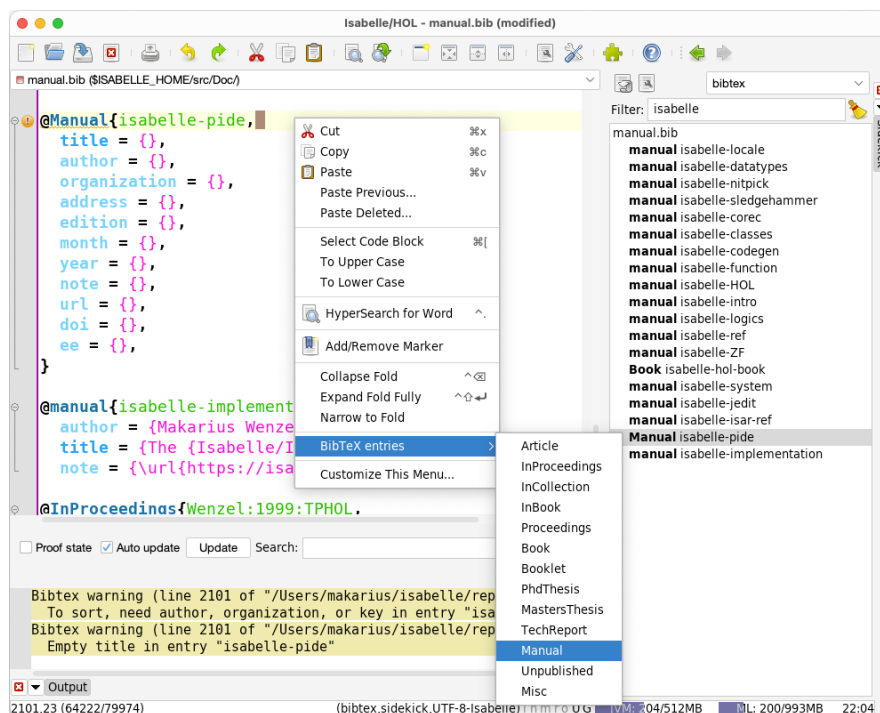 Isabelle/HOL - manual.bib (modified)
manual.bib ($ISABELLE_HOME/src/Doc/)
@Manual{isabelle-pide,
title = {},
author = {},
organization = {},
address = {},
edition = {},
month = {},
year = {},
note = {},
url = {},
doi = {},
ee = {},
}
@manual{isabelle-implement
author = {Makarius Wenze
title = {The {Isabelle/I
note = {\url{https://isa
@InProceedings{Wenzel:1999:TPHOL,
Cut ⌘x
Copy ⌘c
Paste ⌘v
Paste Previous...
Paste Deleted...
Select Code Block ⌘[
To Upper Case
To Lower Case
HyperSearch for Word ^.
Add/Remove Marker
Collapse Fold ^⌫
Expand Fold Fully ^⇧↩
Narrow to Fold
BibTeX entries
Customize This Menu...
Article
InProceedings
InCollection
InBook
Proceedings
Book
Booklet
PhdThesis
MastersThesis
TechReport
Manual
Unpublished
Misc
bibtex
Filter: isabelle
manual.bib
manual isabelle-locale
manual isabelle-datatypes
manual isabelle-nitpick
manual isabelle-sledgehammer
manual isabelle-corec
manual isabelle-classes
manual isabelle-codegen
manual isabelle-function
manual isabelle-HOL
manual isabelle-intro
manual isabelle-logics
manual isabelle-ref
manual isabelle-ZF
Book isabelle-hol-book
manual isabelle-system
manual isabelle-jedit
manual isabelle-isar-ref
Manual isabelle-pide
manual isabelle-implementation
Proof state Auto update Update Search:
Bibtex warning (line 2101 of "/Users/makarius/isabelle/rep
To sort, need author, organization, or key in entry "isa
Bibtex warning (line 2101 of "/Users/makarius/isabelle/rep
Empty title in entry "isabelle-pide"
Output
2101.23 (64222/79974) (bibtex,sidekick,UTF-8-Isabelle) n m r o U G VM: 204/512MB ML: 200/993MB 22:04